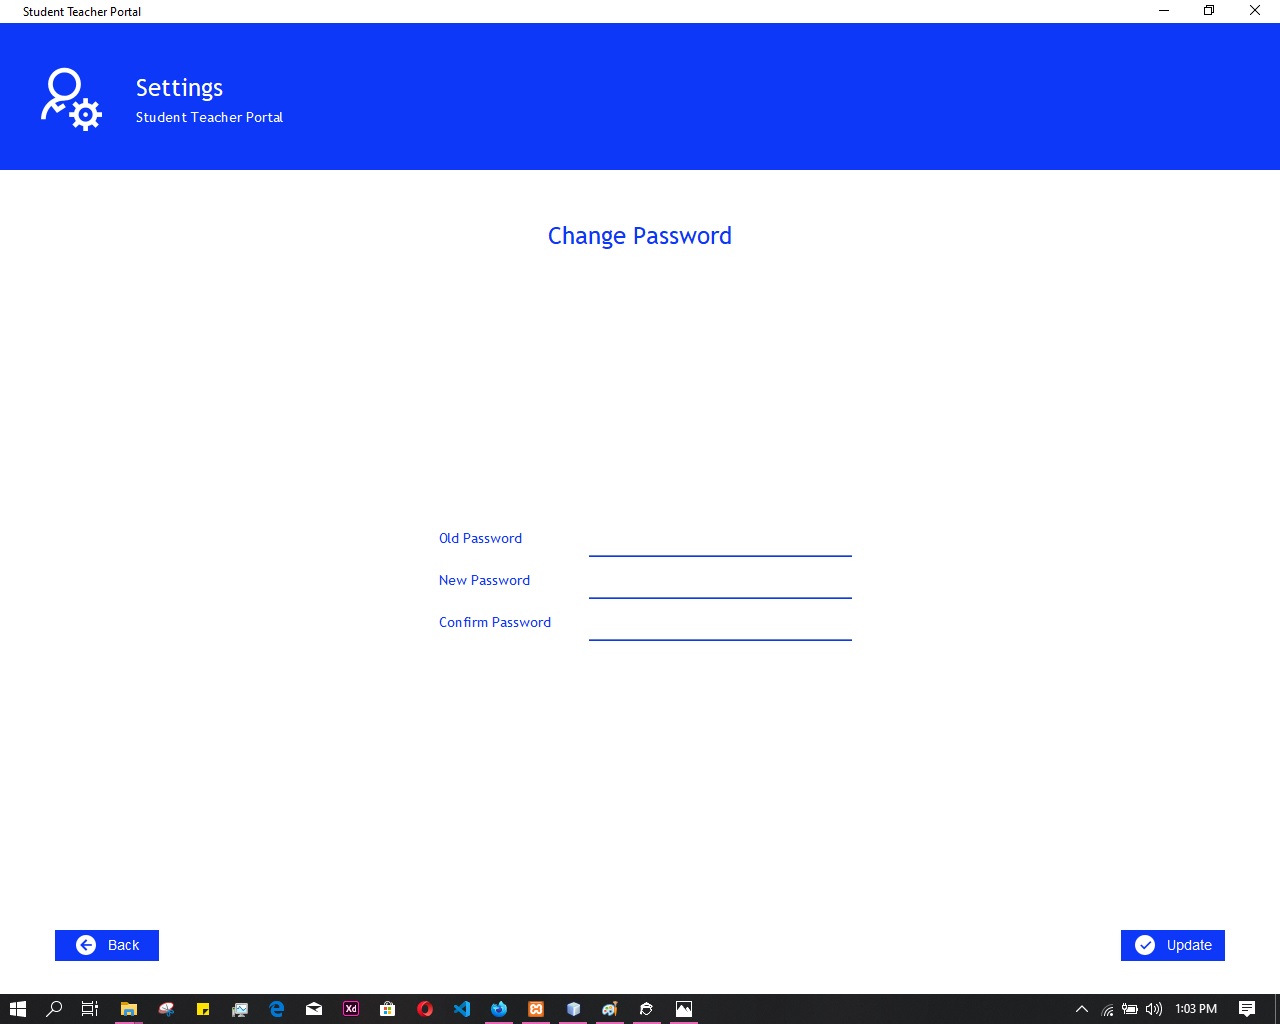 Student Teacher Portal
Settings
Student Teacher Portal
Change Password
Old Password
New Password
Confirm Password
Back
Update
Xd
1:03 PM